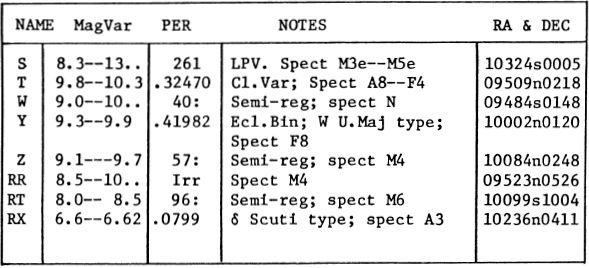 NAME MagVar PER NOTES RA & DEC
S 8.3--13.. 261 LPV. Spect M3e--M5e 10324s0005
T 9.8--10.3 .32470 Cl.Var; Spect A8--F4 09509n0218
W 9.0--10.. 40: Semi-reg; spect N 09484s0148
Y 9.3--9.9 .41982 Ecl.Bin; W U.Maj type; 10002n0120
Spect F8
Z 9.1---9.7 57: Semi-reg; spect M4 10084n0248
RR 8.5--10.. Irr Spect M4 09523n0526
RT 8.0-- 8.5 96: Semi-reg; spect M6 10099s1004
RX 6.6--6.62 .0799 δ Scuti type; spect A3 10236n0411